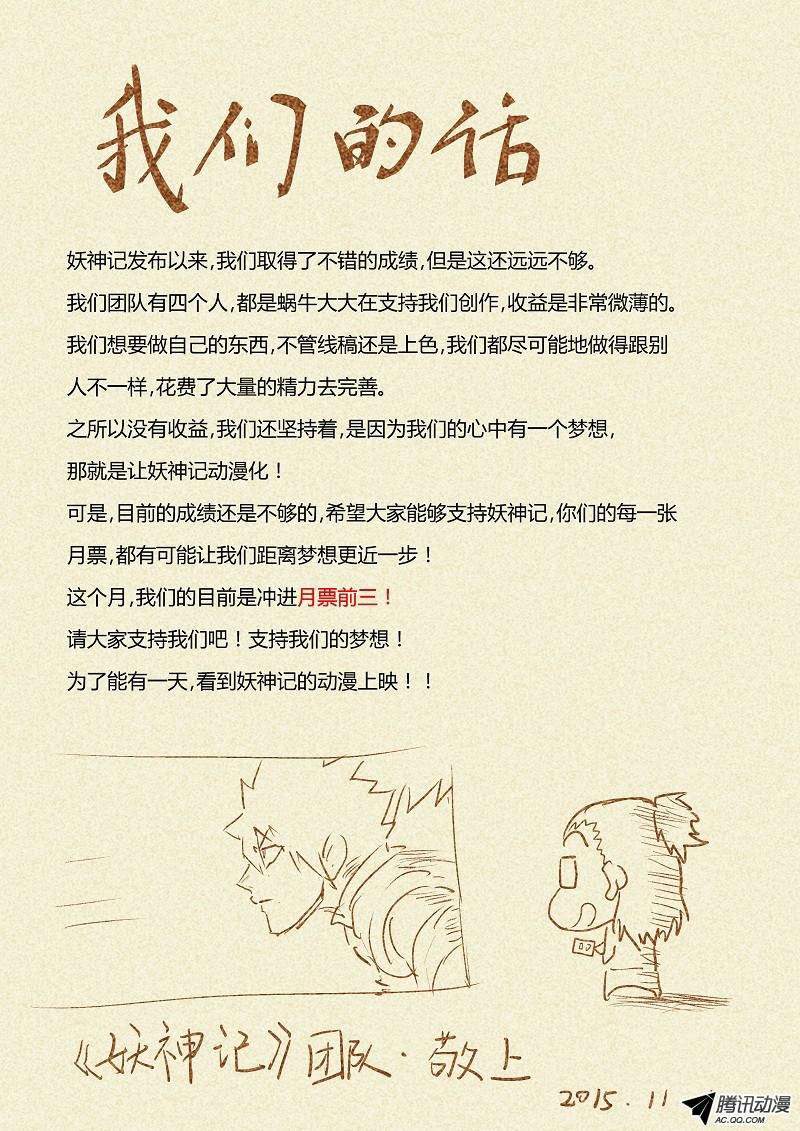 我们的话
妖神记发布以来,我们取得了不错的成绩,但是这还远远不够。
我们团队有四个人,都是蜗牛大大在支持我们创作,收益是非常微薄的。
我们想要做自己的东西,不管线稿还是上色,我们都尽可能地做得跟别
人不一样,花费了大量的精力去完善。
之所以没有收益,我们还坚持着,是因为我们的心中有一个梦想,
那就是让妖神记动漫化！
可是,目前的成绩还是不够的,希望大家能够支持妖神记,你们的每一张
月票,都有可能让我们距离梦想更近一步！
这个月,我们的目前是冲进月票前三！
请大家支持我们吧！支持我们的梦想！
为了能有一天,看到妖神记的动漫上映！！
《妖神记》团队·敬上
2015.11
腾讯动漫
AC.QQ.COM